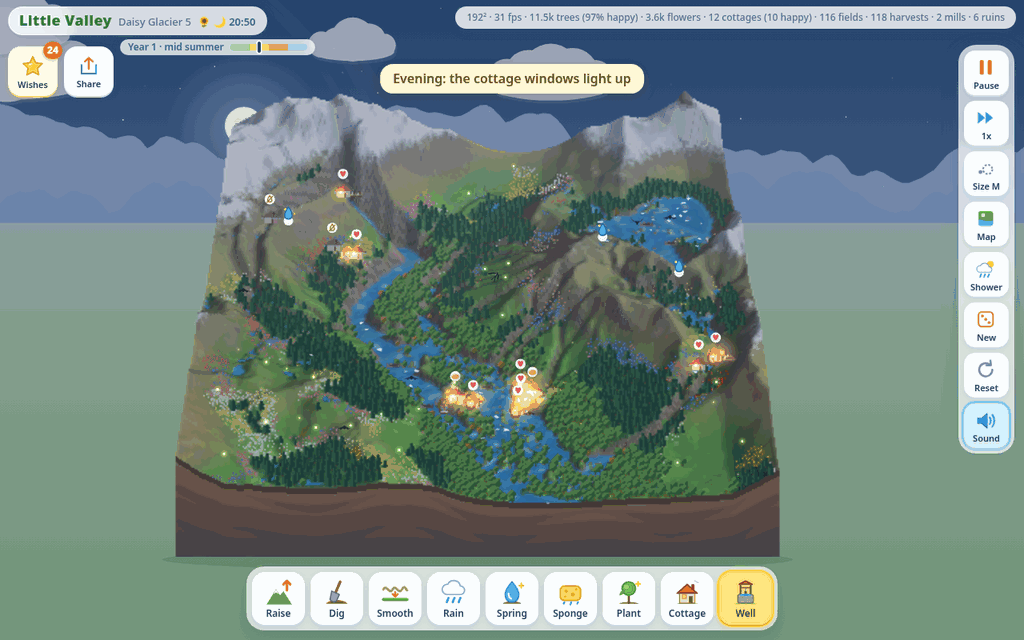 Little Valley Daisy Glacier 5 20:50
192² · 31 fps · 11.5k trees (97% happy) · 3.6k flowers · 12 cottages (10 happy) · 116 fields · 118 harvests · 2 mills · 6 ruins
Year 1 · mid summer
24
Wishes
Share
Evening: the cottage windows light up
Pause
1x
Size M
Map
Shower
New
Reset
Sound
Raise
Dig
Smooth
Rain
Spring
Sponge
Plant
Cottage
Well